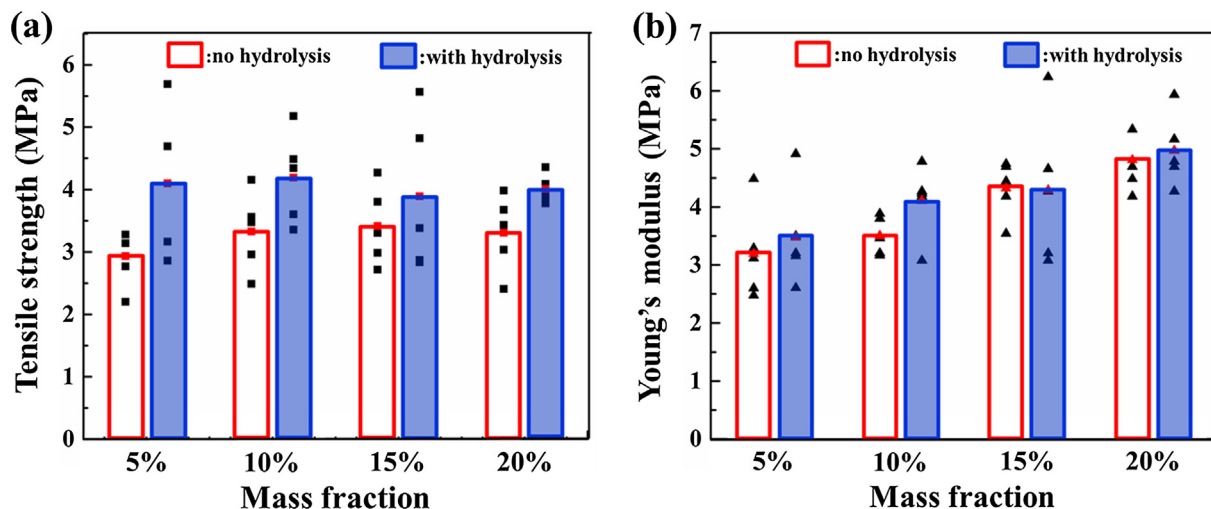 (a)
:no hydrolysis :with hydrolysis
Tensile strength (MPa)
6
5
4
3
2
1
0
5% 10% 15% 20%
Mass fraction
(b)
:no hydrolysis :with hydrolysis
Young's modulus (MPa)
7
6
5
4
3
2
1
0
5% 10% 15% 20%
Mass fraction